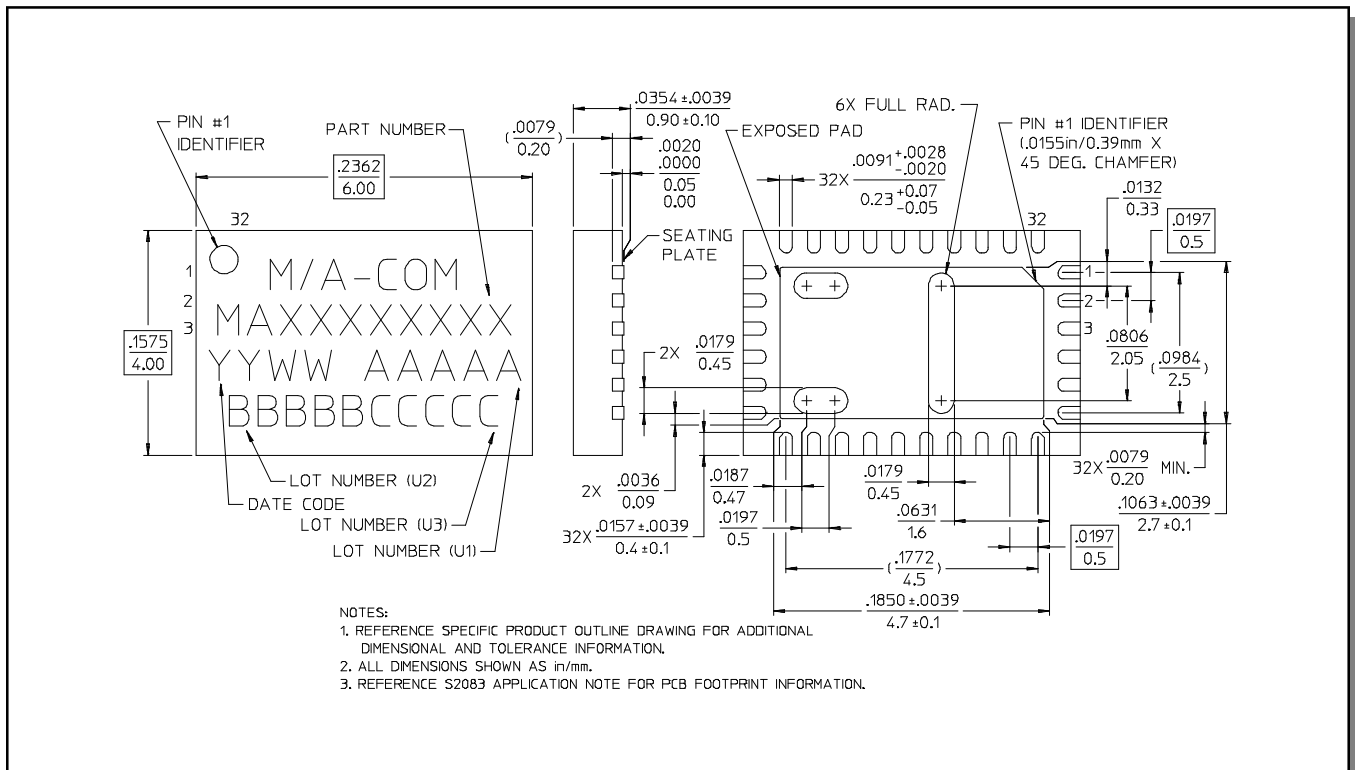 PIN #1
IDENTIFIER
PART NUMBER
.2362
6.00
32
1
2
3
.1575
4.00
M/A-COM
MAXXXXXXXXX
YYWW AAAAA
BBBBBCCCCC
LOT NUMBER (U2)
DATE CODE
LOT NUMBER (U3)
LOT NUMBER (U1)
.0354 ±.0039
0.90 ±0.10
(.0079
0.20)
.0020
.0000
0.05
0.00
SEATING
PLATE
EXPOSED PAD
6X FULL RAD.
PIN #1 IDENTIFIER
(.0155in/0.39mm X
45 DEG. CHAMFER)
32X .0091 +.0028
-.0020
0.23 +0.07
-0.05
32
.0132
0.33
.0197
0.5
1
2
3
2X .0179
0.45
.0806
2.05
(.0984
2.5)
2X .0036
0.09
32X .0157 ±.0039
0.4 ±0.1
.0187
0.47
.0197
0.5
.0179
0.45
.0631
1.6
32X .0079 MIN.
0.20
.1063 ±.0039
2.7 ±0.1
.0197
0.5
(.1772
4.5)
.1850 ±.0039
4.7 ±0.1
NOTES:
1. REFERENCE SPECIFIC PRODUCT OUTLINE DRAWING FOR ADDITIONAL
DIMENSIONAL AND TOLERANCE INFORMATION.
2. ALL DIMENSIONS SHOWN AS in/mm.
3. REFERENCE S2083 APPLICATION NOTE FOR PCB FOOTPRINT INFORMATION.